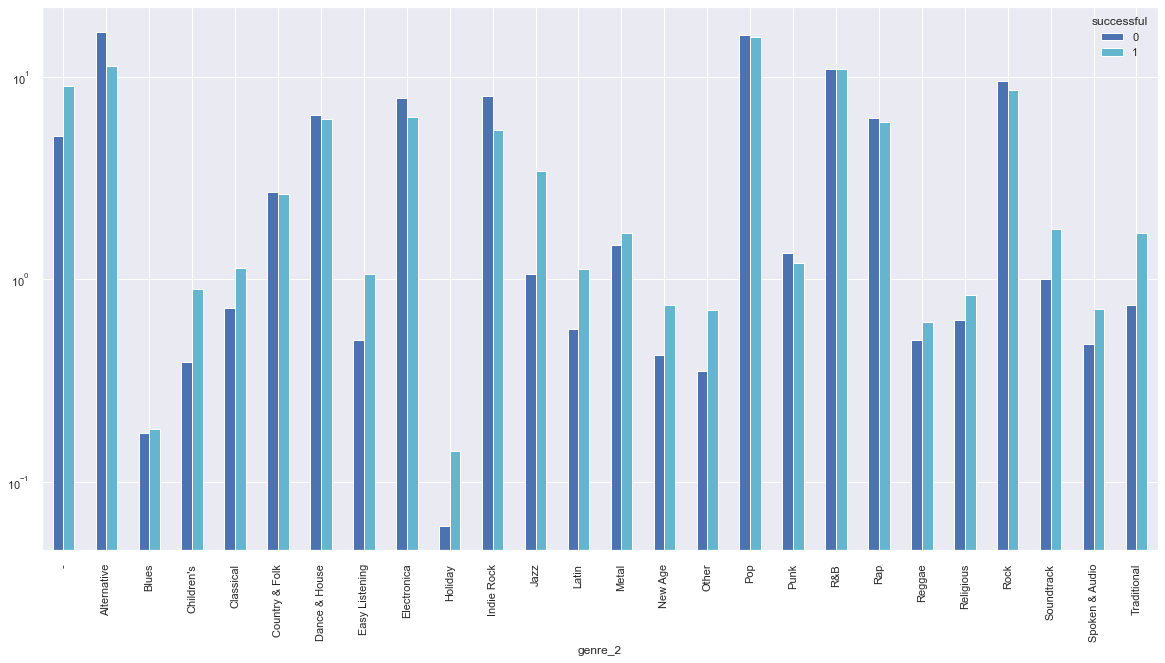 successful
0
1
10¹
10⁰
10⁻¹
-
Alternative
Blues
Children's
Classical
Country & Folk
Dance & House
Easy Listening
Electronica
Holiday
Indie Rock
Jazz
Latin
Metal
New Age
Other
Pop
Punk
R&B
Rap
Reggae
Religious
Rock
Soundtrack
Spoken & Audio
Traditional
genre_2